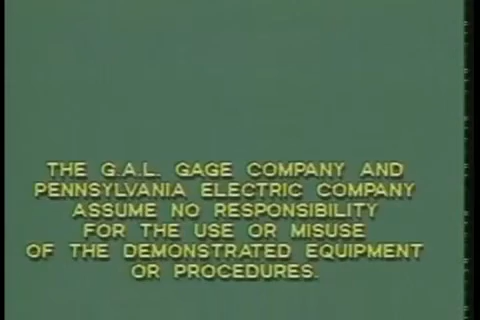 THE G.A.L. GAGE COMPANY AND
PENNSYLVANIA ELECTRIC COMPANY
ASSUME NO RESPONSIBILITY
FOR THE USE OR MISUSE
OF THE DEMONSTRATED EQUIPMENT
OR PROCEDURES.